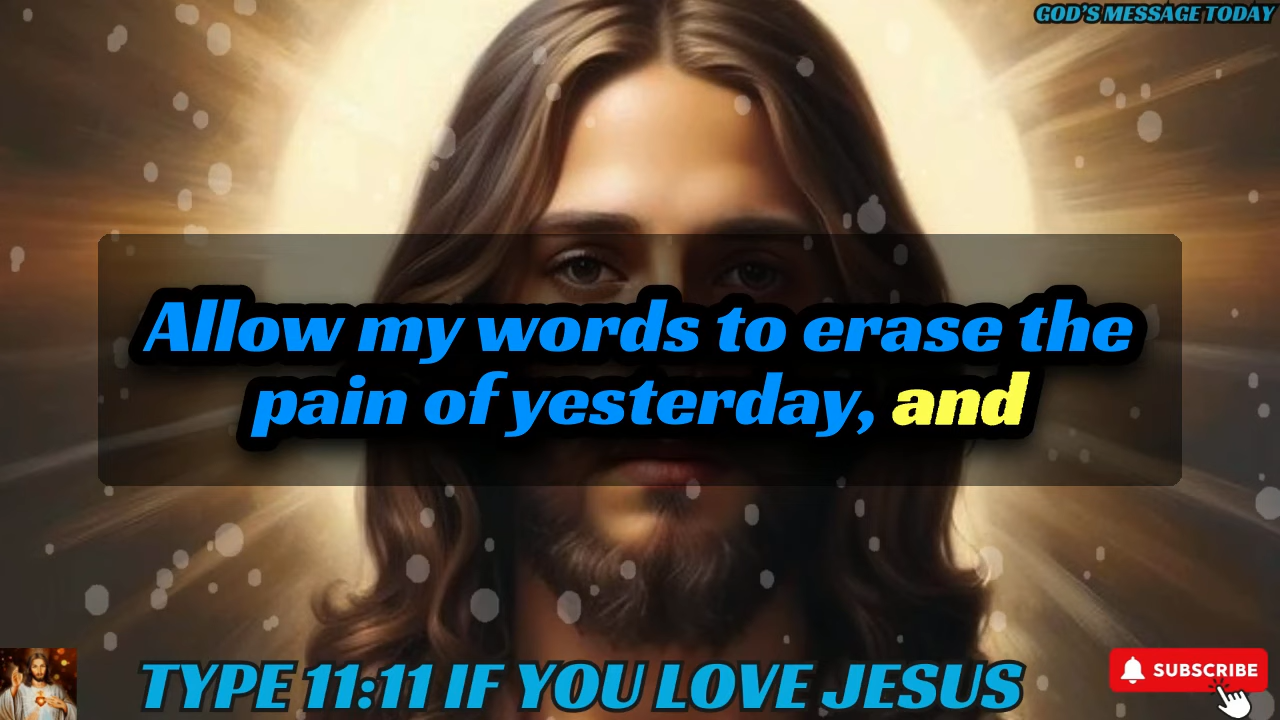 GOD'S MESSAGE TODAY
Allow my words to erase the
pain of yesterday, and
TYPE 11:11 IF YOU LOVE JESUS
SUBSCRIBE